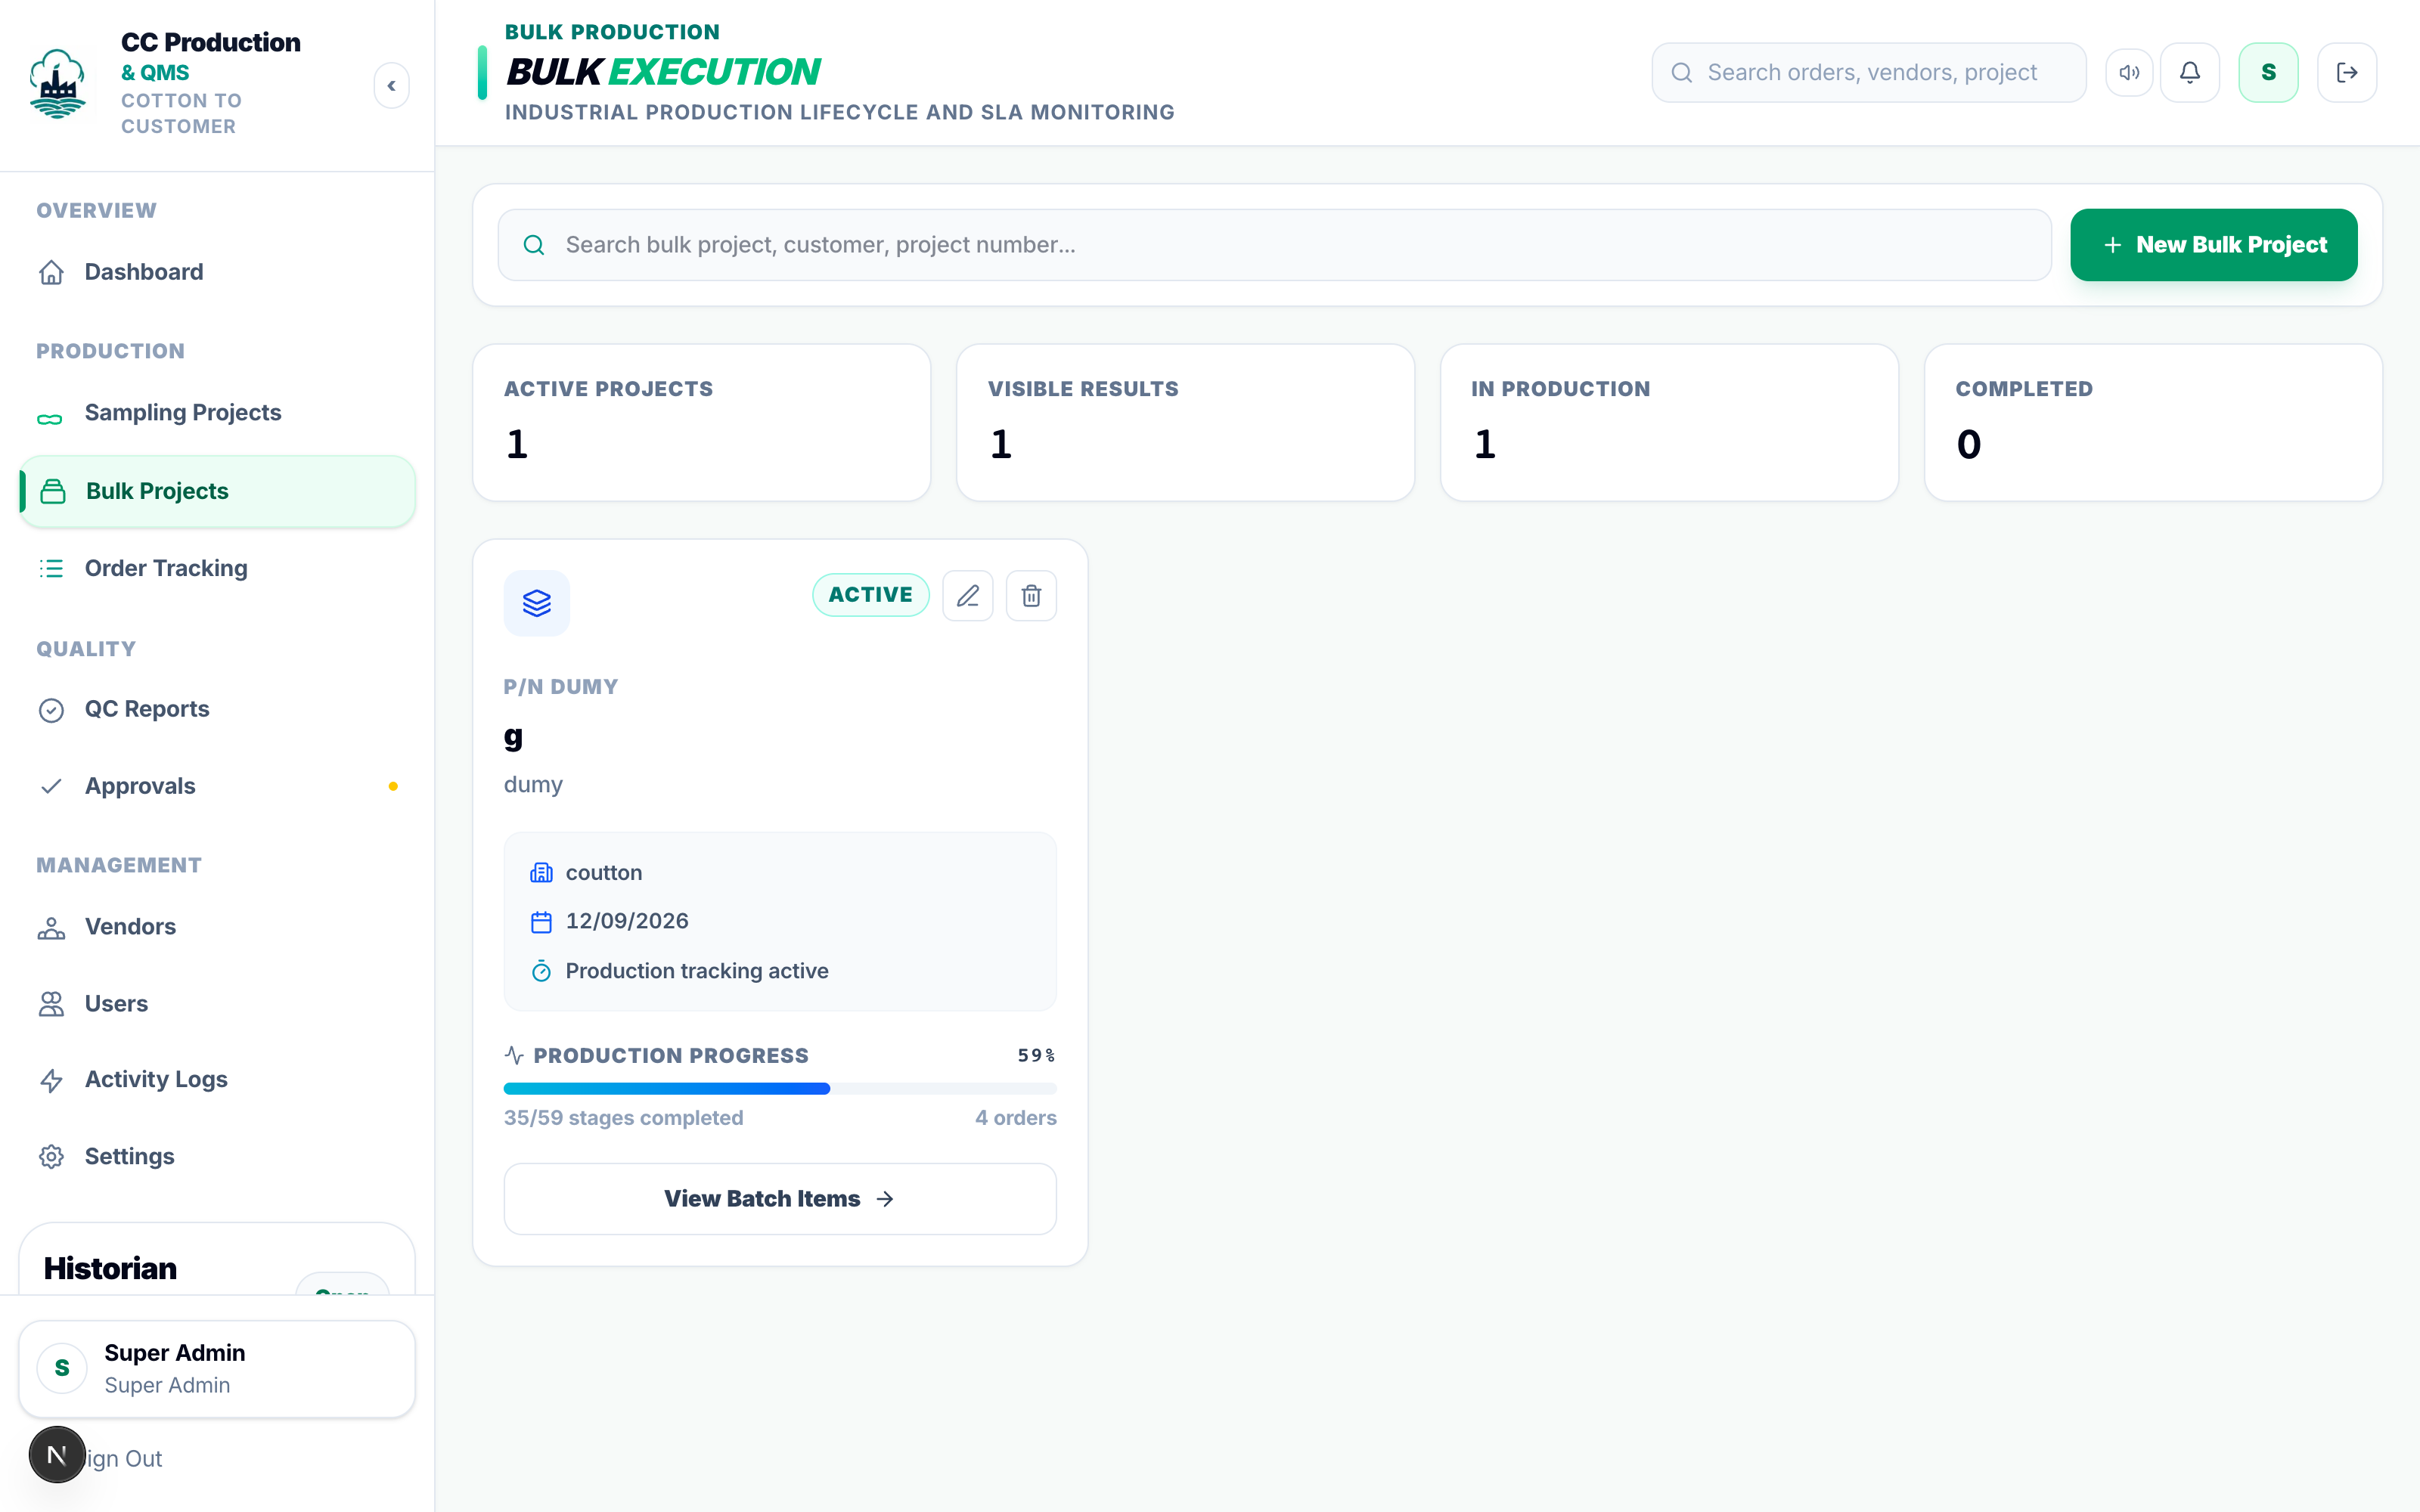 CC Production
& QMS
COTTON TO
CUSTOMER
OVERVIEW
Dashboard
PRODUCTION
Sampling Projects
Bulk Projects
Order Tracking
QUALITY
QC Reports
Approvals
MANAGEMENT
Vendors
Users
Activity Logs
Settings
Historian
S
Super Admin
Super Admin
N
ign Out
BULK PRODUCTION
BULK EXECUTION
INDUSTRIAL PRODUCTION LIFECYCLE AND SLA MONITORING
Search orders, vendors, project
S
Search bulk project, customer, project number...
+ New Bulk Project
ACTIVE PROJECTS
1
VISIBLE RESULTS
1
IN PRODUCTION
1
COMPLETED
0
ACTIVE
P/N DUMY
g
dumy
coutton
12/09/2026
Production tracking active
PRODUCTION PROGRESS 59%
35/59 stages completed 4 orders
View Batch Items →